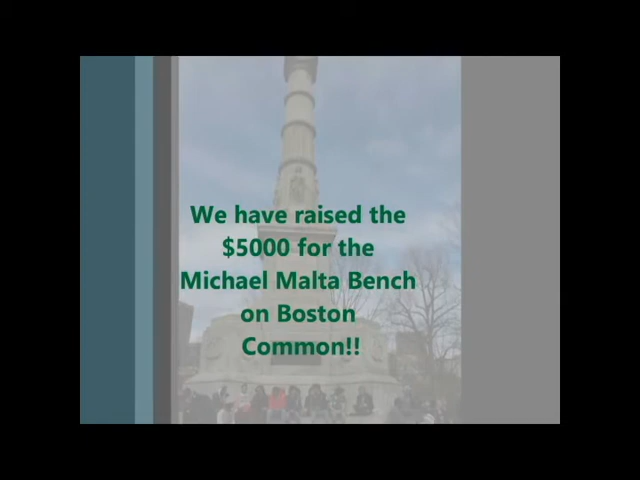 We have raised the
$5000 for the
Michael Malta Bench
on Boston
Common!!